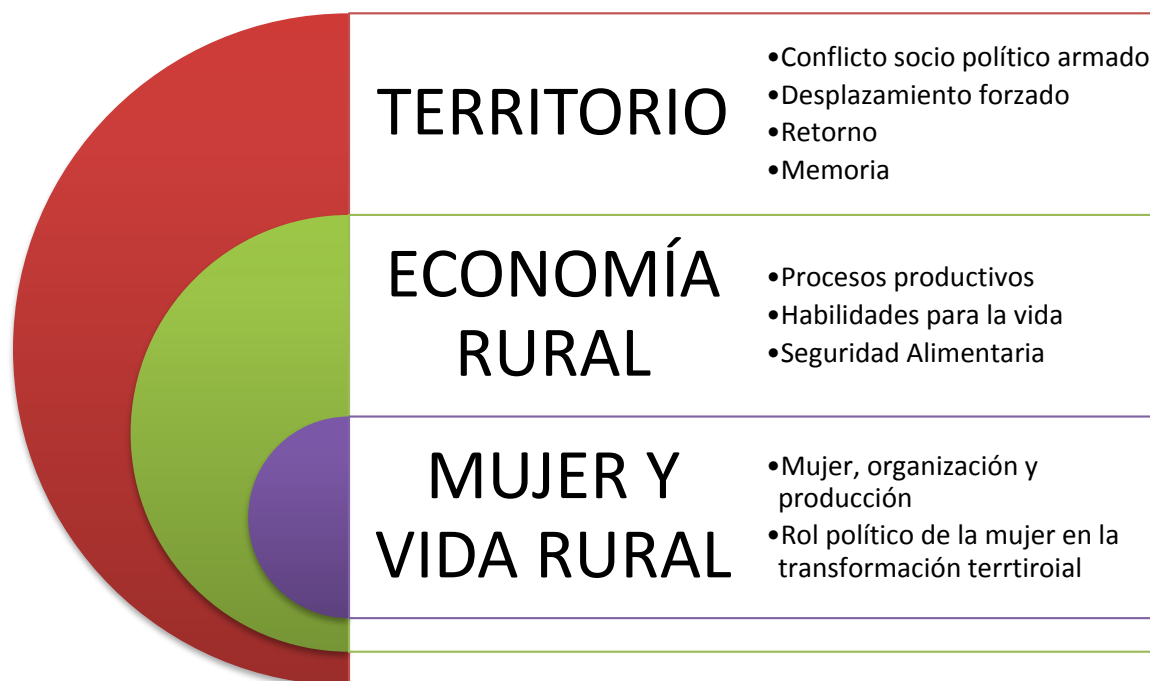 TERRITORIO
•Conflicto socio político armado
•Desplazamiento forzado
•Retorno
•Memoria
ECONOMÍA
RURAL
•Procesos productivos
•Habilidades para la vida
•Seguridad Alimentaria
MUJER Y
VIDA RURAL
•Mujer, organización y
producción
•Rol político de la mujer en la
transformación terrtiroial